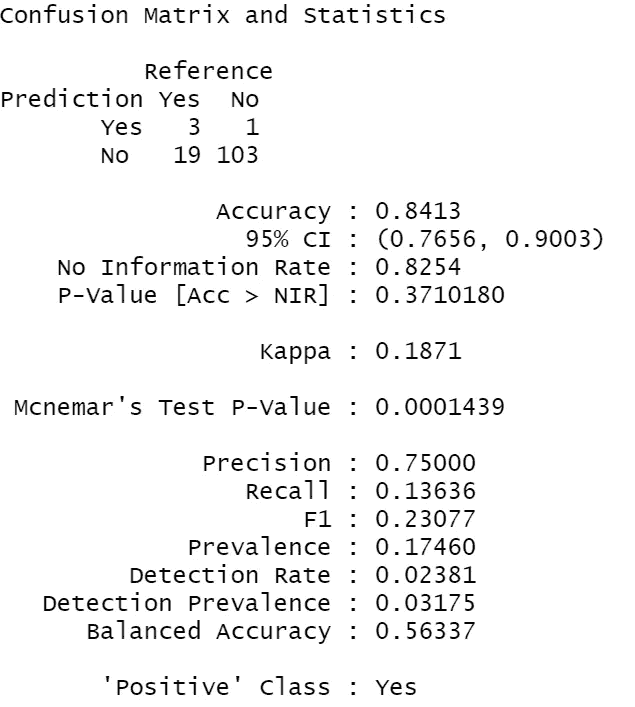 Confusion Matrix and Statistics
Reference
Prediction Yes No
Yes 3 1
No 19 103
Accuracy : 0.8413
95% CI : (0.7656, 0.9003)
No Information Rate : 0.8254
P-Value [Acc > NIR] : 0.3710180
Kappa : 0.1871
Mcnemar's Test P-Value : 0.0001439
Precision : 0.75000
Recall : 0.13636
F1 : 0.23077
Prevalence : 0.17460
Detection Rate : 0.02381
Detection Prevalence : 0.03175
Balanced Accuracy : 0.56337
'Positive' Class : Yes